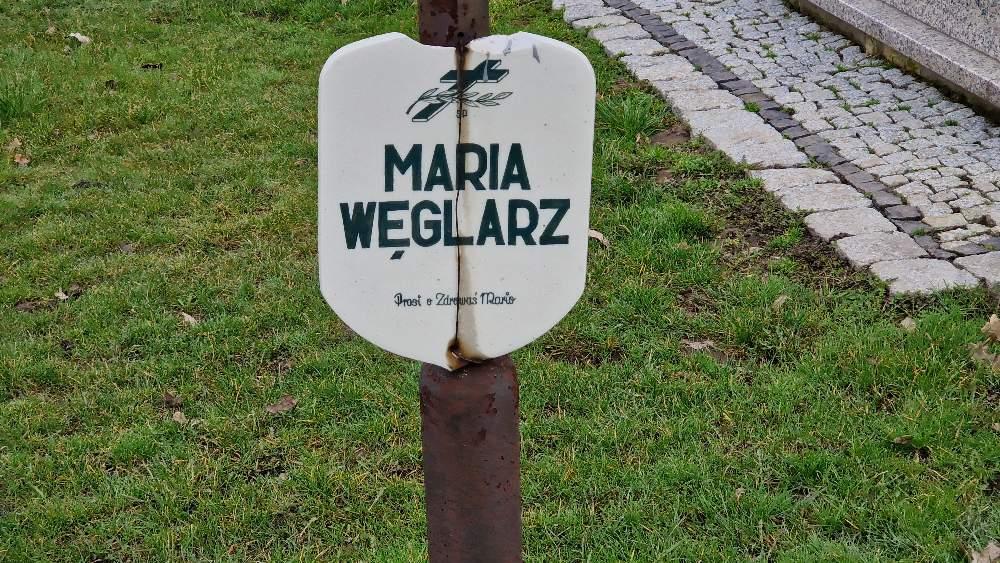 MARIA
WĘGLARZ
Prosi o Zdrowaś Mario